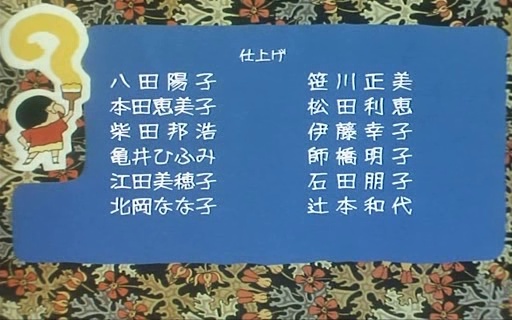 仕上げ
八田陽子 笹川正美
本田恵美子 松田利恵
柴田邦浩 伊藤幸子
亀井ひふみ 師橋明子
江田美穂子 石田朋子
北岡なな子 辻本和代